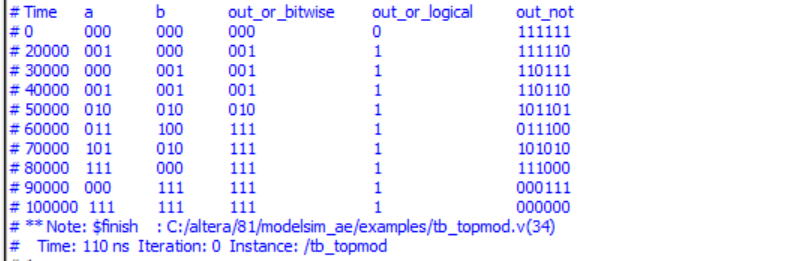 # Time a b out_or_bitwise out_or_logical out_not
# 0 000 000 000 0 111111
# 20000 001 000 001 1 111110
# 30000 000 001 001 1 110111
# 40000 001 001 001 1 110110
# 50000 010 010 010 1 101101
# 60000 011 100 111 1 011100
# 70000 101 010 111 1 101010
# 80000 111 000 111 1 111000
# 90000 000 111 111 1 000111
# 100000 111 111 111 1 000000
# ** Note: $finish : C:/altera/81/modelsim_ae/examples/tb_topmod.v(34)
# Time: 110 ns Iteration: 0 Instance: /tb_topmod